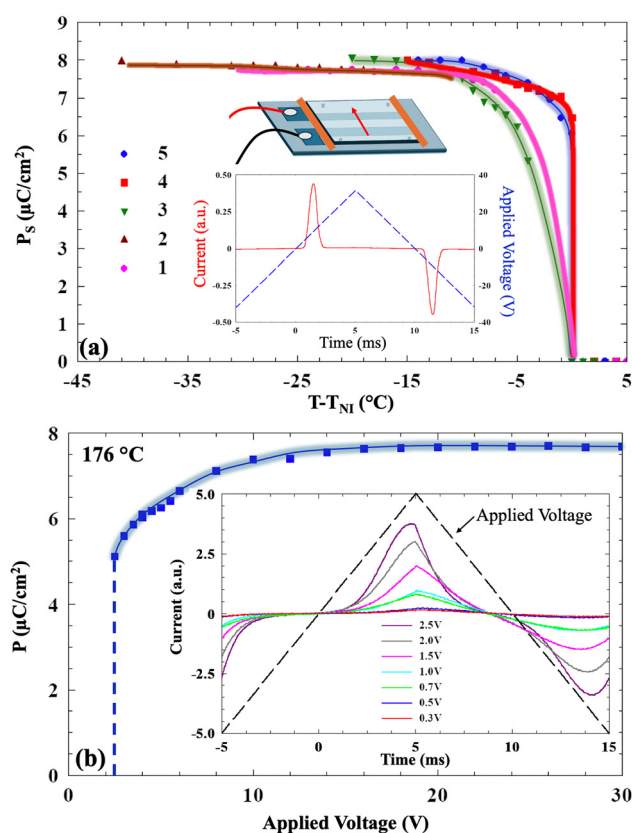 9
8
7
6
5
4
3
2
1
0
P_S (µC/cm²)
5
4
3
2
1
0.50
0.25
0
-0.25
-0.50
Current (a.u.)
40
20
0
-20
-40
Applied Voltage (V)
-5 0 5 10 15
Time (ms)
(a)
-45 -35 -25 -15 -5 5
T-T_NI (°C)
176 °C
8
6
4
2
0
P (µC/cm²)
5.0
2.5
0
-2.5
-5.0
Current (a.u.)
Applied Voltage
2.5V
2.0V
1.5V
1.0V
0.7V
0.5V
0.3V
-5 0 5 10 15
Time (ms)
(b)
0 10 20 30
Applied Voltage (V)